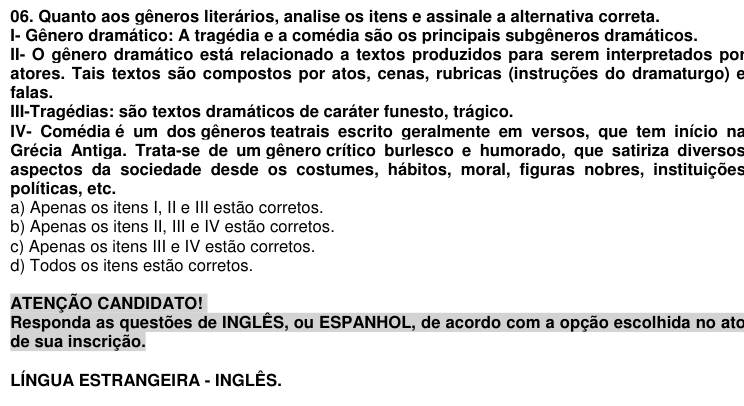 06. Quanto aos gêneros literários, analise os itens e assinale a alternativa correta.
I- Gênero dramático: A tragédia e a comédia são os principais subgêneros dramáticos.
II- O gênero dramático está relacionado a textos produzidos para serem interpretados por
atores. Tais textos são compostos por atos, cenas, rubricas (instruções do dramaturgo) e
falas.
III-Tragédias: são textos dramáticos de caráter funesto, trágico.
IV- Comédia é um dos gêneros teatrais escrito geralmente em versos, que tem início na
Grécia Antiga. Trata-se de um gênero crítico burlesco e humorado, que satiriza diversos
aspectos da sociedade desde os costumes, hábitos, moral, figuras nobres, instituições
políticas, etc.
a) Apenas os itens I, II e III estão corretos.
b) Apenas os itens II, III e IV estão corretos.
c) Apenas os itens III e IV estão corretos.
d) Todos os itens estão corretos.
ATENÇÃO CANDIDATO!
Responda as questões de INGLÊS, ou ESPANHOL, de acordo com a opção escolhida no ato
de sua inscrição.
LÍNGUA ESTRANGEIRA - INGLÊS.